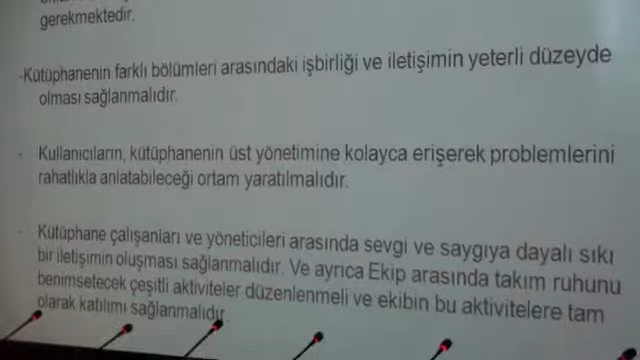 gerekmektedir.
-Kütüphanenin farklı bölümleri arasındaki işbirliği ve iletişimin yeterli düzeyde
olması sağlanmalıdır.
- Kullanıcıların, kütüphanenin üst yönetimine kolayca erişerek problemlerini
rahatlıkla anlatabileceği ortam yaratılmalıdır.
- Kütüphane çalışanları ve yöneticileri arasında sevgi ve saygıya dayalı sıkı
bir iletişimin oluşması sağlanmalıdır. Ve ayrıca Ekip arasında takım ruhunu
benimsetecek çeşitli aktiviteler düzenlenmeli ve ekibin bu aktivitelere tam
olarak katılımı sağlanmalıdır.